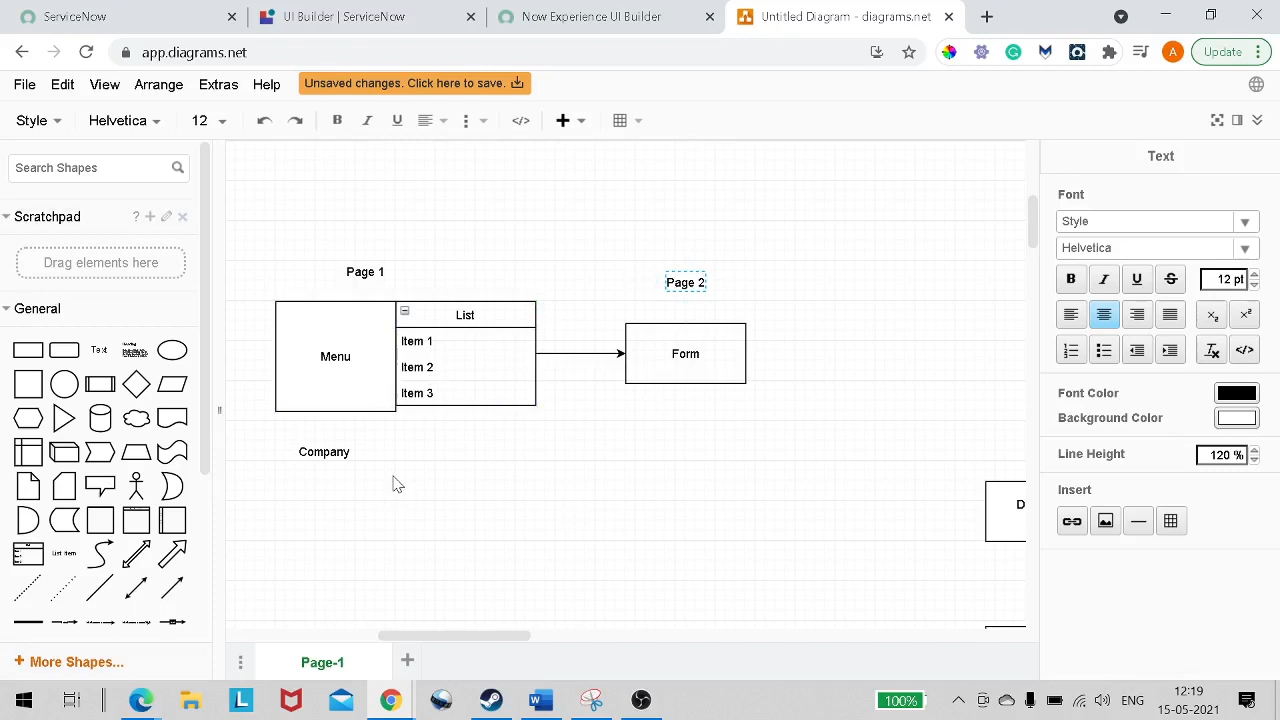 ServiceNow
UI Finder | ServiceNow
Now Experience UI Builder
Untitled Diagram - diagrams.net
app.diagrams.net
A
Update
File Edit View Arrange Extras Help
Unsaved changes. Click here to save.
Style
Helvetica
12
B I U
Text
Search Shapes
Scratchpad
?
Drag elements here
General
Text
List Item
More Shapes...
Page 1
Menu
List
Item 1
Item 2
Item 3
Company
Page 2
Form
D
Font
Style
Helvetica
B I U S
12 pt
Font Color
Background Color
Line Height
120 %
Insert
Page-1
L
W
100%
ENG
12:19
15-05-2021